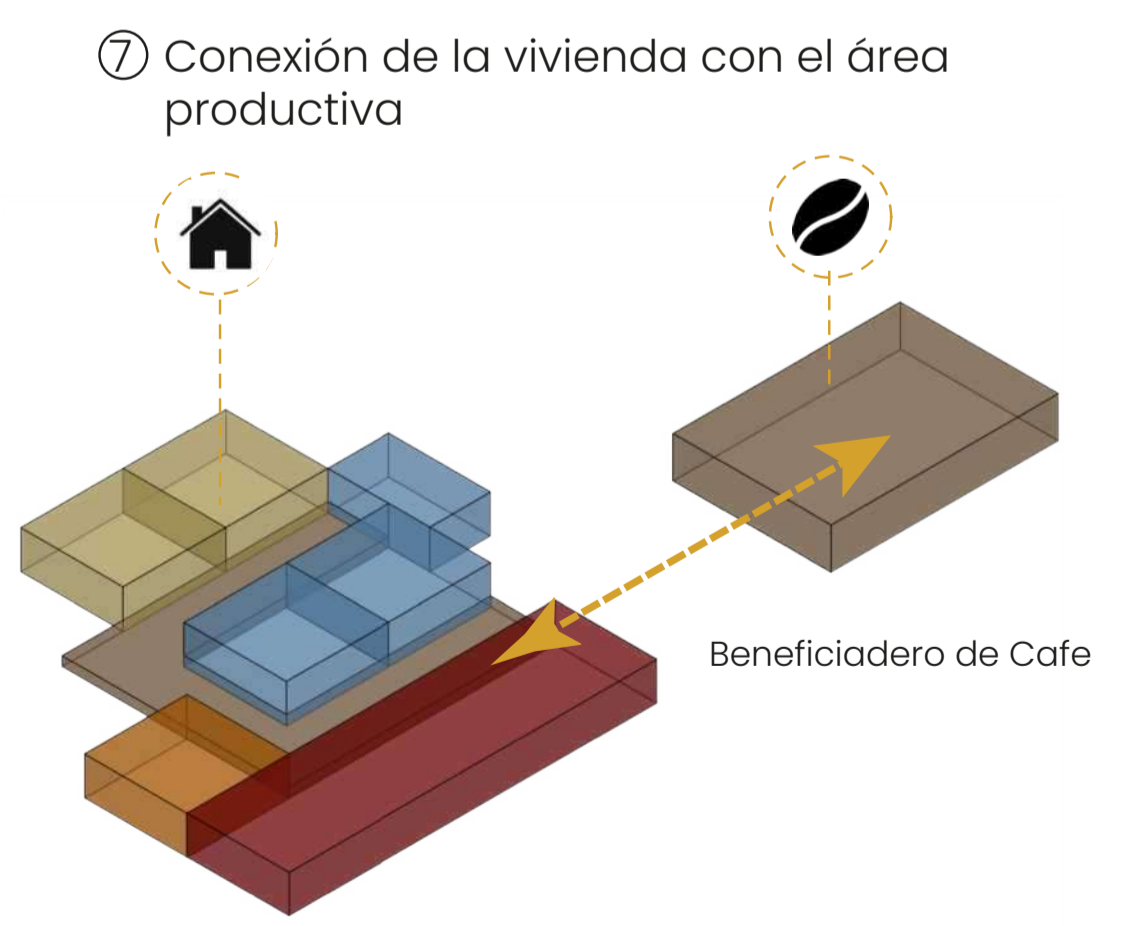 ⑦ Conexión de la vivienda con el área
productiva
Beneficiadero de Cafe